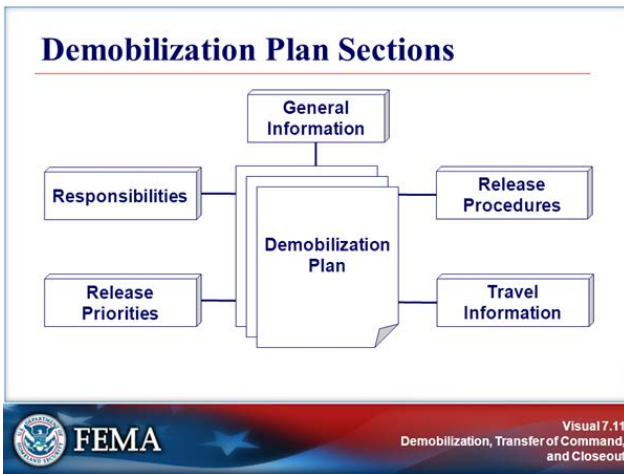 Demobilization Plan Sections
General
Information
Responsibilities
Release
Procedures
Demobilization
Plan
Release
Priorities
Travel
Information
FEMA
Visual 7.11
Demobilization, Transfer of Command,
and Closeout